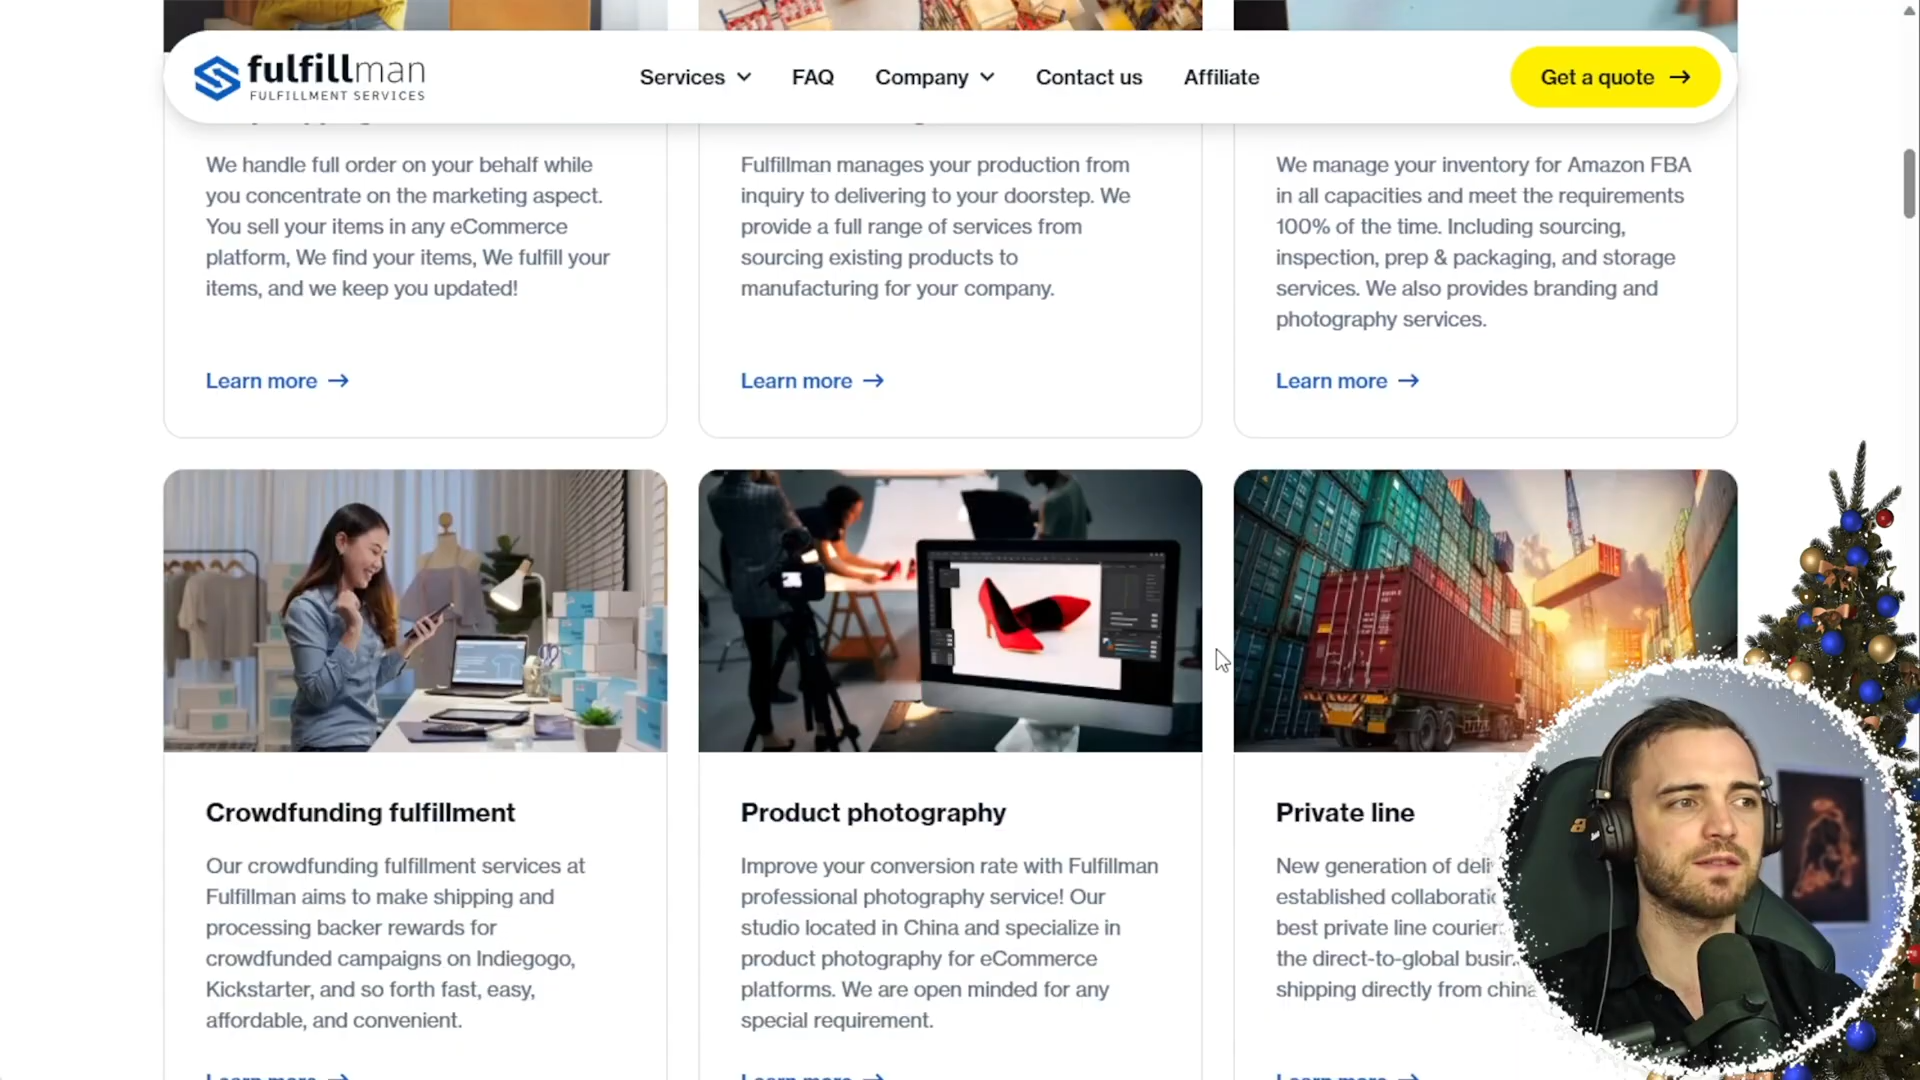 fulfillman
FULFILLMENT SERVICES
Services
FAQ
Company
Contact us
Affiliate
Get a quote
We handle full order on your behalf while
you concentrate on the marketing aspect.
You sell your items in any eCommerce
platform, We find your items, We fulfill your
items, and we keep you updated!
Learn more
Fulfillman manages your production from
inquiry to delivering to your doorstep. We
provide a full range of services from
sourcing existing products to
manufacturing for your company.
Learn more
We manage your inventory for Amazon FBA
in all capacities and meet the requirements
100% of the time. Including sourcing,
inspection, prep & packaging, and storage
services. We also provides branding and
photography services.
Learn more
Crowdfunding fulfillment
Our crowdfunding fulfillment services at
Fulfillman aims to make shipping and
processing backer rewards for
crowdfunded campaigns on Indiegogo,
Kickstarter, and so forth fast, easy,
affordable, and convenient.
Learn more
Product photography
Improve your conversion rate with Fulfillman
professional photography service! Our
studio located in China and specialize in
product photography for eCommerce
platforms. We are open minded for any
special requirement.
Learn more
Private line
New generation of
established
best private line
the direct-to-global
shipping directly from china
Learn more